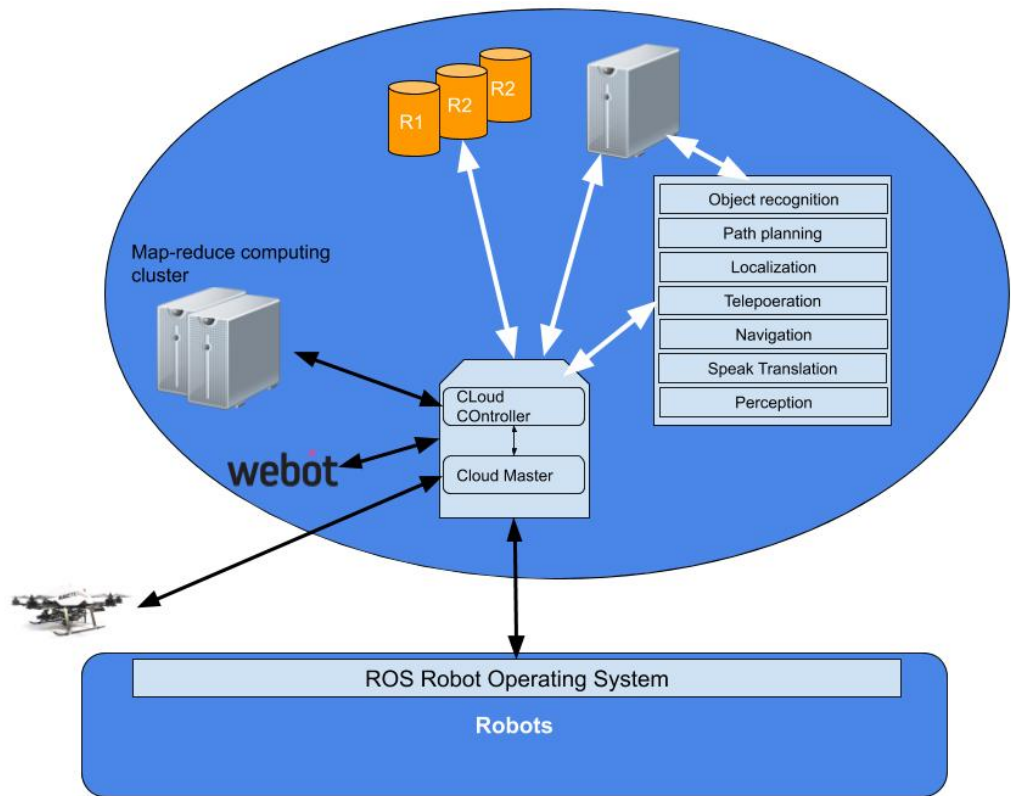 R1
R2
R2
Object recognition
Path planning
Localization
Telepoeration
Navigation
Speak Translation
Perception
Map-reduce computing
cluster
CLoud
COntroller
Cloud Master
webot
ROS Robot Operating System
Robots